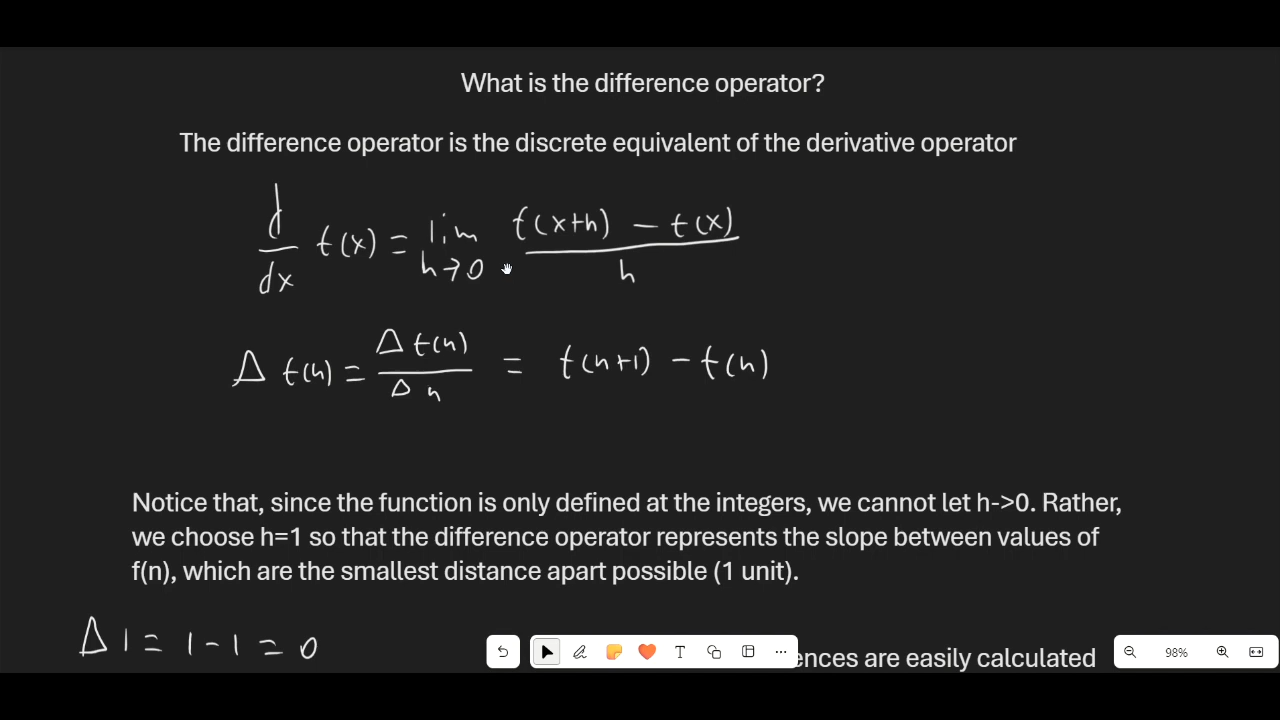 What is the difference operator?
The difference operator is the discrete equivalent of the derivative operator
d/dx f(x) = lim h→0 (f(x+h) − f(x))/h
Δ f(n) = Δ f(n)/Δ n = f(n+1) − f(n)
Notice that, since the function is only defined at the integers, we cannot let h->0. Rather,
we choose h=1 so that the difference operator represents the slope between values of
f(n), which are the smallest distance apart possible (1 unit).
Δ 1 = 1 − 1 = 0
ences are easily calculated
T
98%